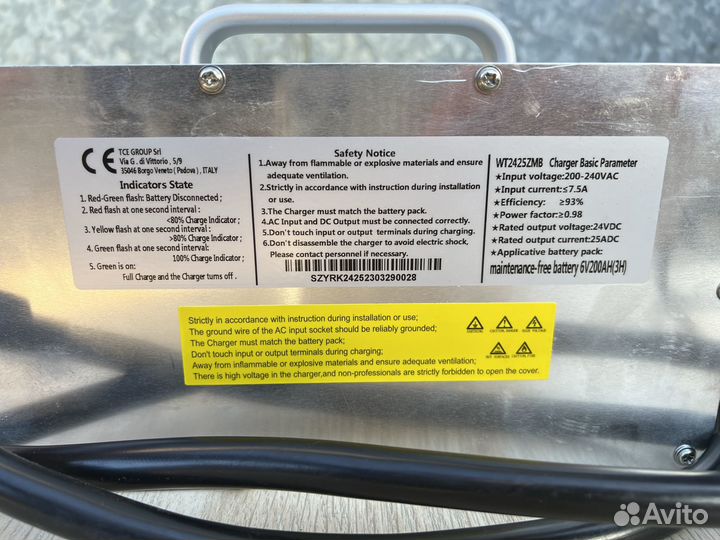 CE
TCE GROUP Srl
Via G . di Vittorio , 5/9
35046 Borgo Veneto ( Padova ) , ITALY
Indicators State
1. Red-Green flash: Battery Disconnected ;
2. Red flash at one second interval :
<80% Charge Indicator ;
3. Yellow flash at one second interval :
>80% Charge Indicator ;
4. Green flash at one second interval :
100% Charge Indicator ;
5. Green is on:
Full Charge and the Charger turns off .
Safety Notice
1.Away from flammable or explosive materials and ensure
adequate ventilation.
2.Strictly in accordance with instruction during installation
or use.
3.The Charger must match the battery pack.
4.AC Input and DC Output must be connected correctly.
5.Don't touch input or output terminals during charging.
6.Don't disassemble the charger to avoid electric shock,
Please contact personnel if necessary.
SZYRK24252303290028
WT2425ZMB Charger Basic Parameter
★Input voltage:200-240VAC
★Input current:≤7.5A
★Efficiency: ≥93%
★Power factor:≥0.98
★Rated output voltage:24VDC
★Rated output current:25ADC
★Applicative battery pack:
maintenance-free battery 6V200AH(3H)
Strictly in accordance with instruction during installation or use;
The ground wire of the AC input socket should be reliably grounded;
The Charger must match the battery pack;
Don't touch input or output terminals during charging;
Away from inflammable or explosive materials and ensure adequate ventilation;
There is high voltage in the charger,and non-professionals are strictly forbidden to open the cover.
Avito